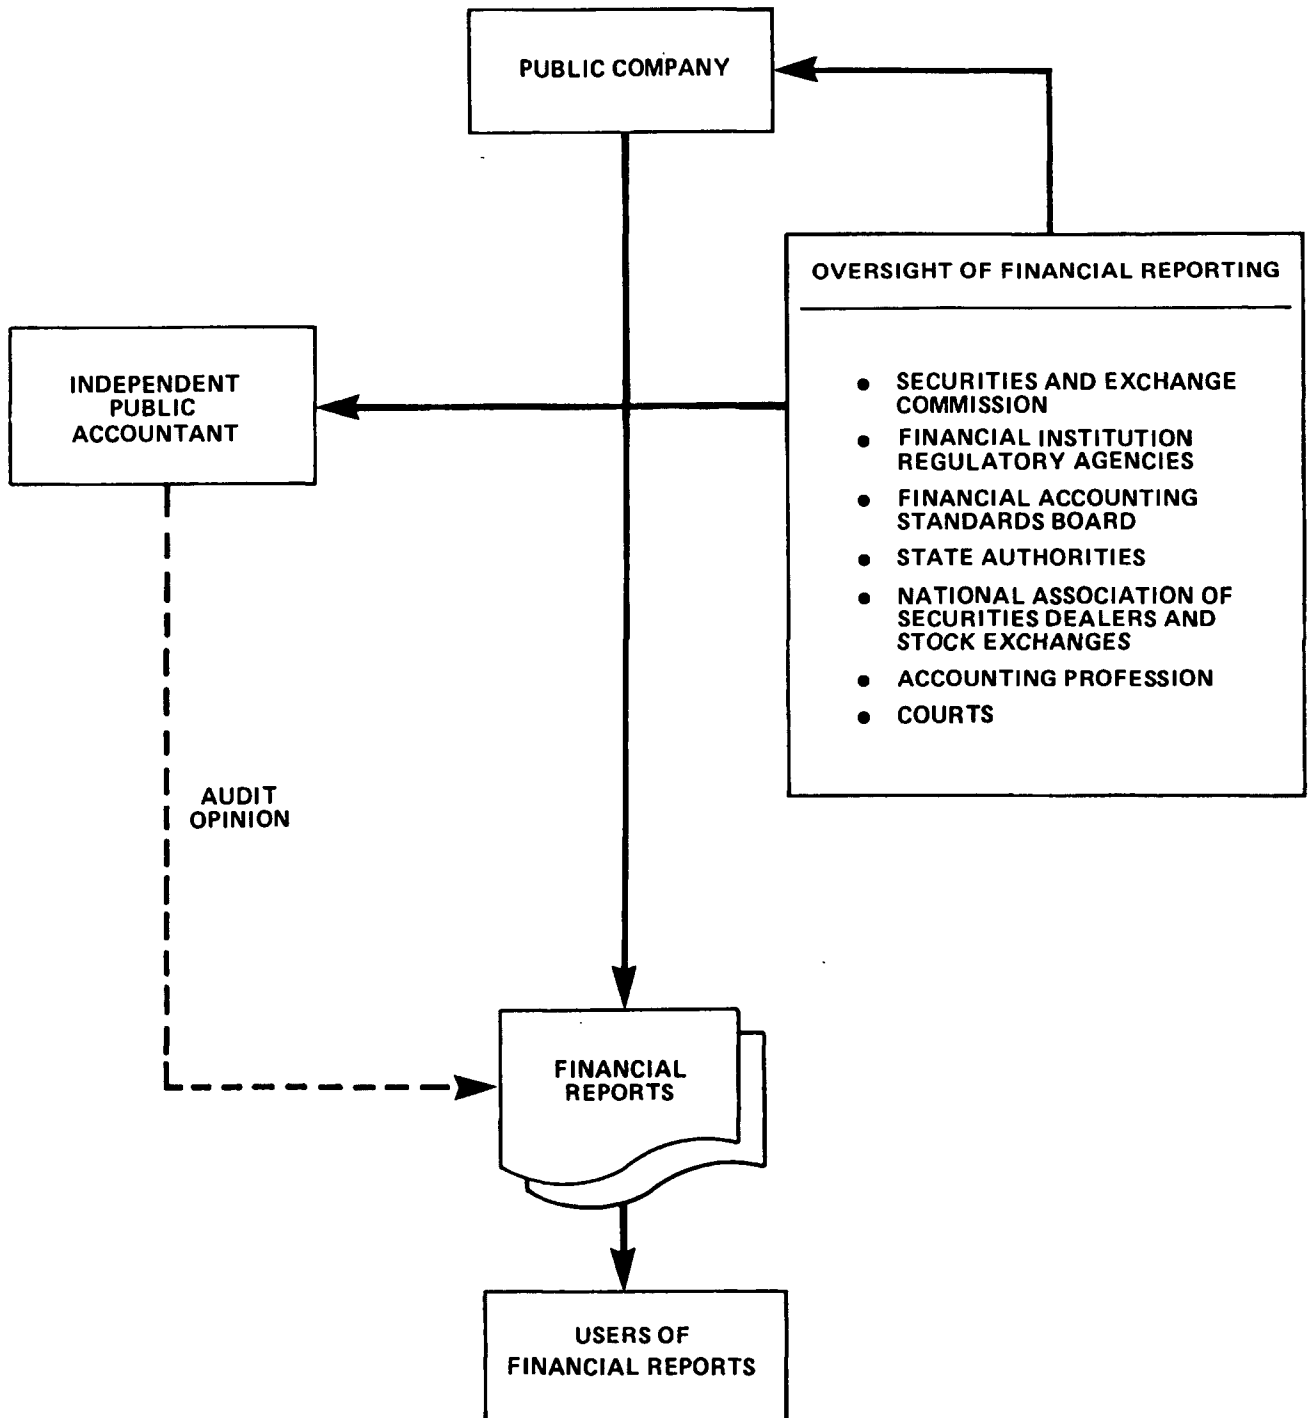 PUBLIC COMPANY
OVERSIGHT OF FINANCIAL REPORTING
INDEPENDENT
PUBLIC
ACCOUNTANT
● SECURITIES AND EXCHANGE
COMMISSION
● FINANCIAL INSTITUTION
REGULATORY AGENCIES
● FINANCIAL ACCOUNTING
STANDARDS BOARD
● STATE AUTHORITIES
● NATIONAL ASSOCIATION OF
SECURITIES DEALERS AND
STOCK EXCHANGES
● ACCOUNTING PROFESSION
● COURTS
AUDIT
OPINION
FINANCIAL
REPORTS
USERS OF
FINANCIAL REPORTS